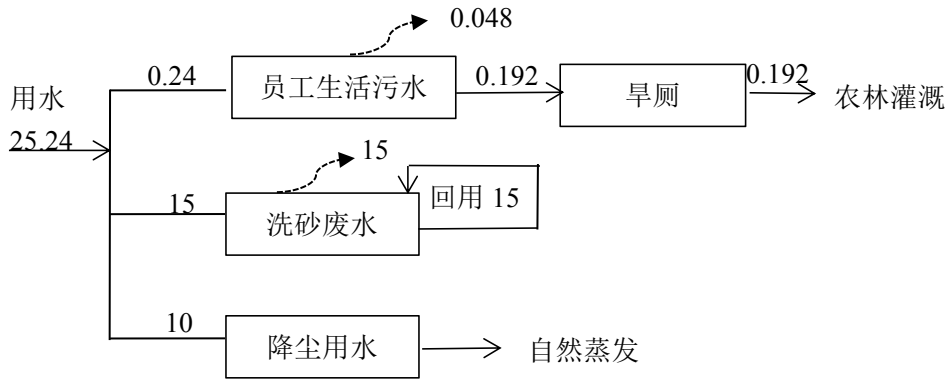 0.048
0.24
员工生活污水
0.192
旱厕
0.192
农林灌溉
用水
25.24
15
回用 15
15
洗砂废水
10
降尘用水
自然蒸发